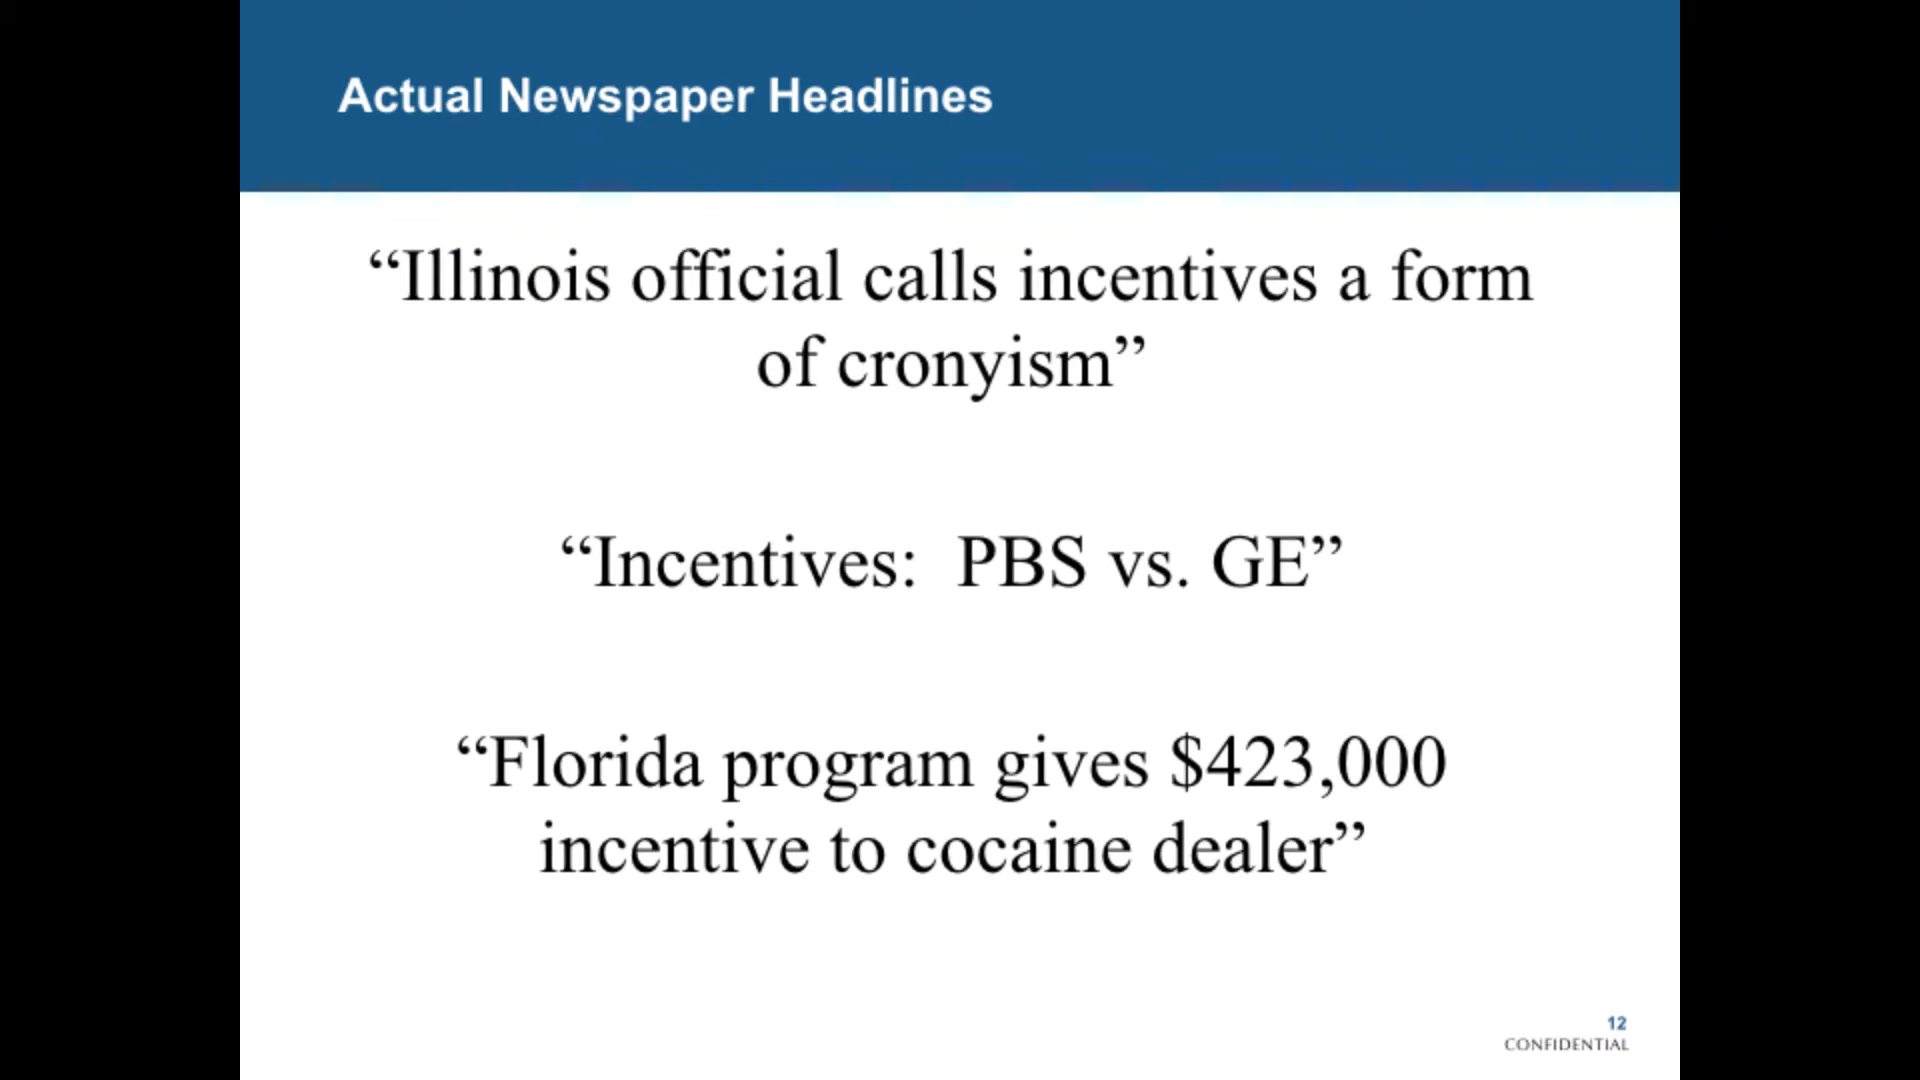 Actual Newspaper Headlines
“Illinois official calls incentives a form
of cronyism”
“Incentives:  PBS vs. GE”
“Florida program gives $423,000
incentive to cocaine dealer”
12
CONFIDENTIAL